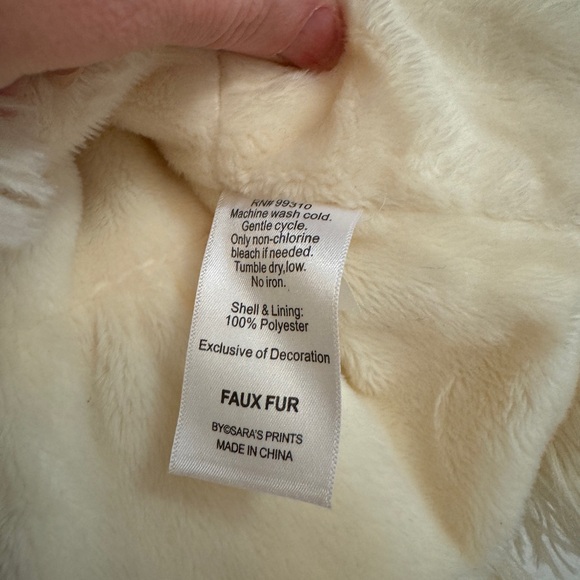 RN# 99310
Machine wash cold.
Gentle cycle.
Only non-chlorine
bleach if needed.
Tumble dry,low.
No iron.
Shell & Lining:
100% Polyester
Exclusive of Decoration
FAUX FUR
BY©SARA'S PRINTS
MADE IN CHINA